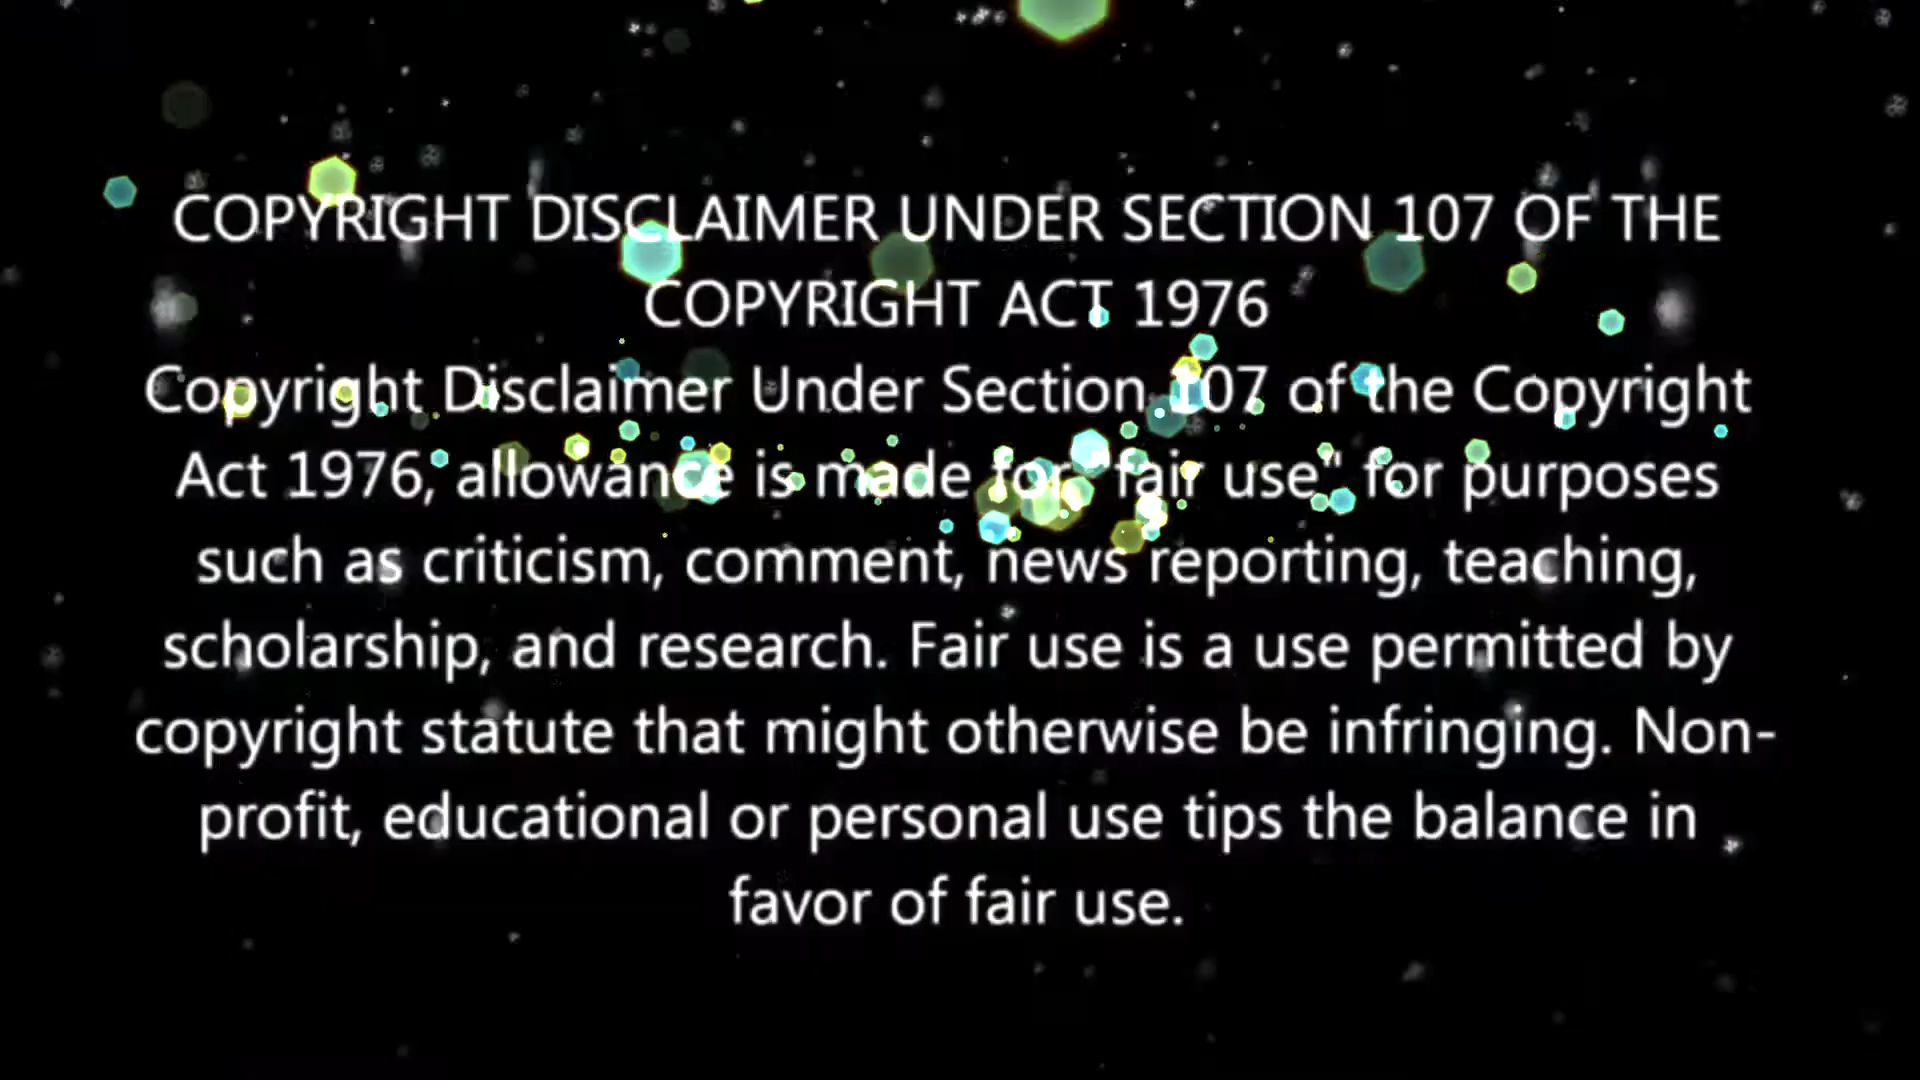 COPYRIGHT DISCLAIMER UNDER SECTION 107 OF THE
COPYRIGHT ACT 1976
Copyright Disclaimer Under Section 107 of the Copyright
Act 1976, allowance is made for "fair use" for purposes
such as criticism, comment, news reporting, teaching,
scholarship, and research. Fair use is a use permitted by
copyright statute that might otherwise be infringing. Non-
profit, educational or personal use tips the balance in
favor of fair use.